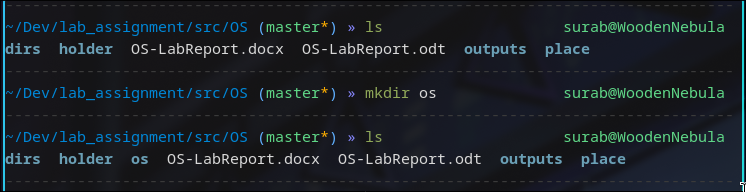 ~/Dev/lab_assignment/src/OS (master*) » ls surab@WoodenNebula
dirs holder OS-LabReport.docx OS-LabReport.odt outputs place
~/Dev/lab_assignment/src/OS (master*) » mkdir os surab@WoodenNebula
~/Dev/lab_assignment/src/OS (master*) » ls surab@WoodenNebula
dirs holder os OS-LabReport.docx OS-LabReport.odt outputs place